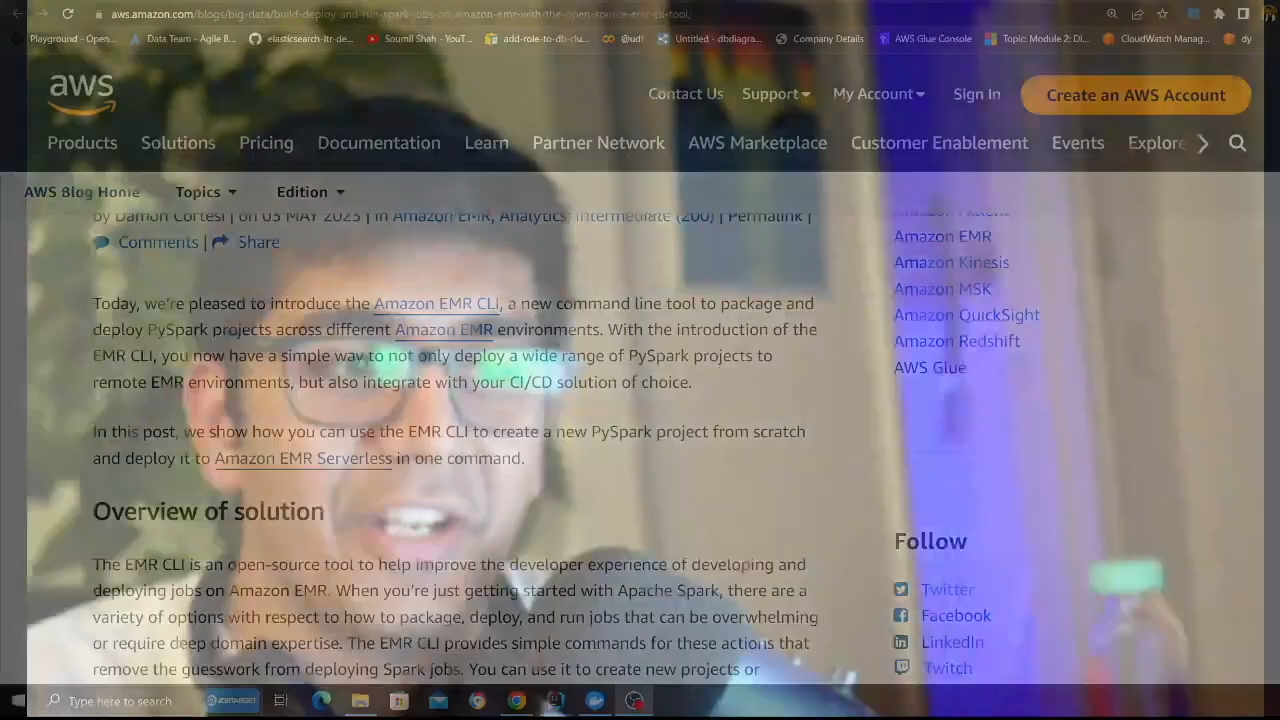 aws.amazon.com/blogs/big-data/build-deploy-and-run-spark-jobs-on-amazon-emr-with-the-open-source-emr-cli-tool/
Playground - Open... Data Team - Agile B... elasticsearch-ltr-de... Soumil Shah - YouT... add-role-to-db-clu... @ud! Untitled - dbdiagra... Company Details AWS Glue Console Topic: Module 2: Di... CloudWatch Manag... dy
aws
Contact Us Support My Account Sign In Create an AWS Account
Products Solutions Pricing Documentation Learn Partner Network AWS Marketplace Customer Enablement Events Explore
AWS Blog Home Topics Edition
by Damon Cortesi | on 03 MAY 2023 | in Amazon EMR, Analytics, Intermediate (200) | Permalink |
Comments | Share
Today, we're pleased to introduce the Amazon EMR CLI, a new command line tool to package and
deploy PySpark projects across different Amazon EMR environments. With the introduction of the
EMR CLI, you now have a simple way to not only deploy a wide range of PySpark projects to
remote EMR environments, but also integrate with your CI/CD solution of choice.
In this post, we show how you can use the EMR CLI to create a new PySpark project from scratch
and deploy it to Amazon EMR Serverless in one command.
Overview of solution
The EMR CLI is an open-source tool to help improve the developer experience of developing and
deploying jobs on Amazon EMR. When you're just getting started with Apache Spark, there are a
variety of options with respect to how to package, deploy, and run jobs that can be overwhelming
or require deep domain expertise. The EMR CLI provides simple commands for these actions that
remove the guesswork from deploying Spark jobs. You can use it to create new projects or
Amazon EMR
Amazon Kinesis
Amazon MSK
Amazon QuickSight
Amazon Redshift
AWS Glue
Follow
Twitter
Facebook
LinkedIn
Twitch
Type here to search
JOBTARGET